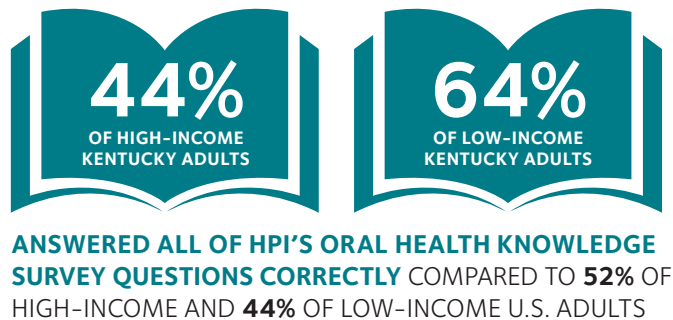 44%
OF HIGH-INCOME
KENTUCKY ADULTS
64%
OF LOW-INCOME
KENTUCKY ADULTS
ANSWERED ALL OF HPI'S ORAL HEALTH KNOWLEDGE
SURVEY QUESTIONS CORRECTLY COMPARED TO 52% OF
HIGH-INCOME AND 44% OF LOW-INCOME U.S. ADULTS